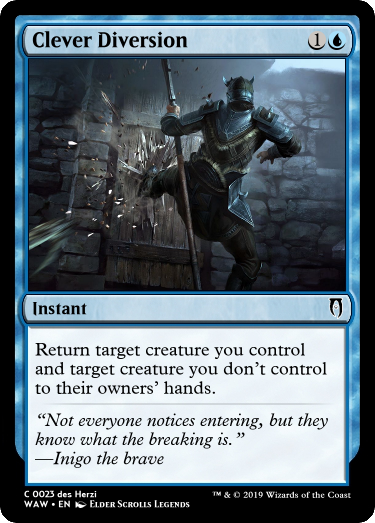 Clever Diversion 1
Instant
Return target creature you control
and target creature you don't control
to their owners' hands.
"Not everyone notices entering, but they
know what the breaking is."
—Inigo the brave
C 0023 des Herzi
WAW • EN Elder Scrolls Legends
™ & © 2019 Wizards of the Coast